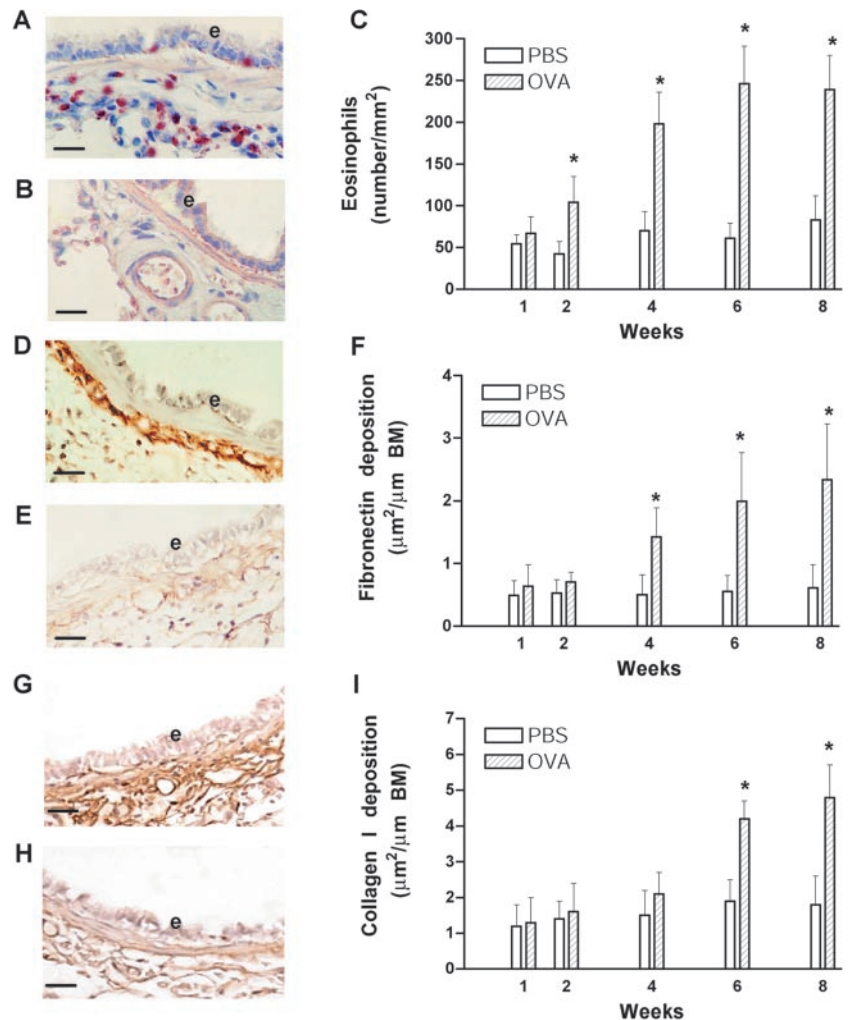 A
e
B
e
C
* * * *
PBS
OVA
Eosinophils
(number/mm²)
300
250
200
150
100
50
0
1 2 4 6 8
Weeks
D
e
E
e
F
* * *
PBS
OVA
Fibronectin deposition
(μm²/μm BM)
4
3
2
1
0
1 2 4 6 8
Weeks
G
e
H
e
I
* *
PBS
OVA
Collagen I deposition
(μm²/μm BM)
7
6
5
4
3
2
1
0
1 2 4 6 8
Weeks